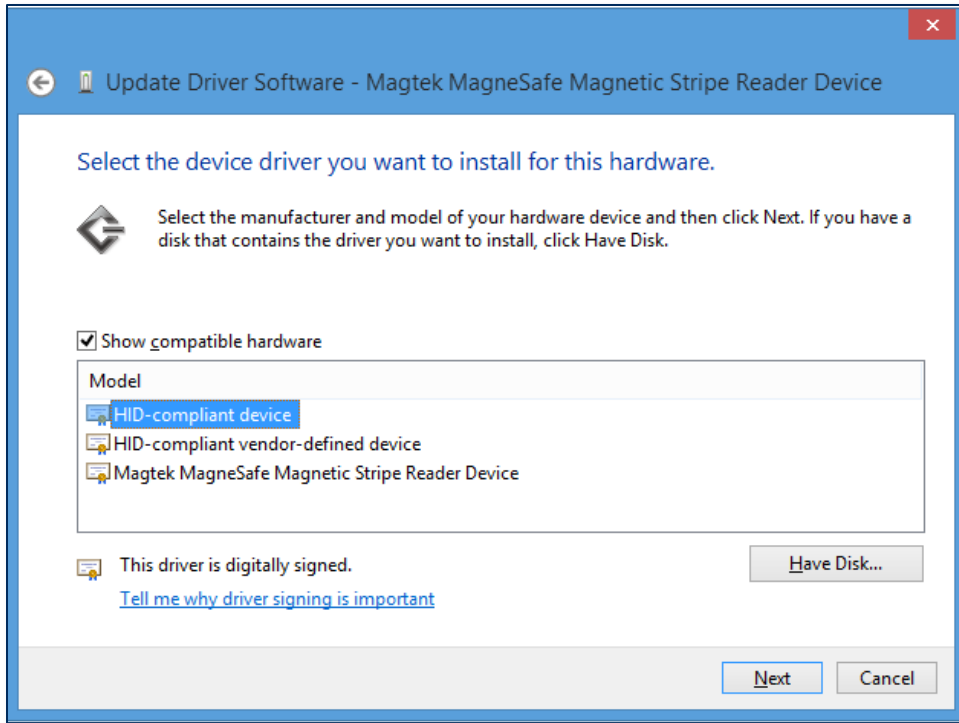 Update Driver Software - Magtek MagneSafe Magnetic Stripe Reader Device
Select the device driver you want to install for this hardware.
Select the manufacturer and model of your hardware device and then click Next. If you have a
disk that contains the driver you want to install, click Have Disk.
Show compatible hardware
Model
HID-compliant device
HID-compliant vendor-defined device
Magtek MagneSafe Magnetic Stripe Reader Device
This driver is digitally signed.
Have Disk...
Tell me why driver signing is important
Next
Cancel